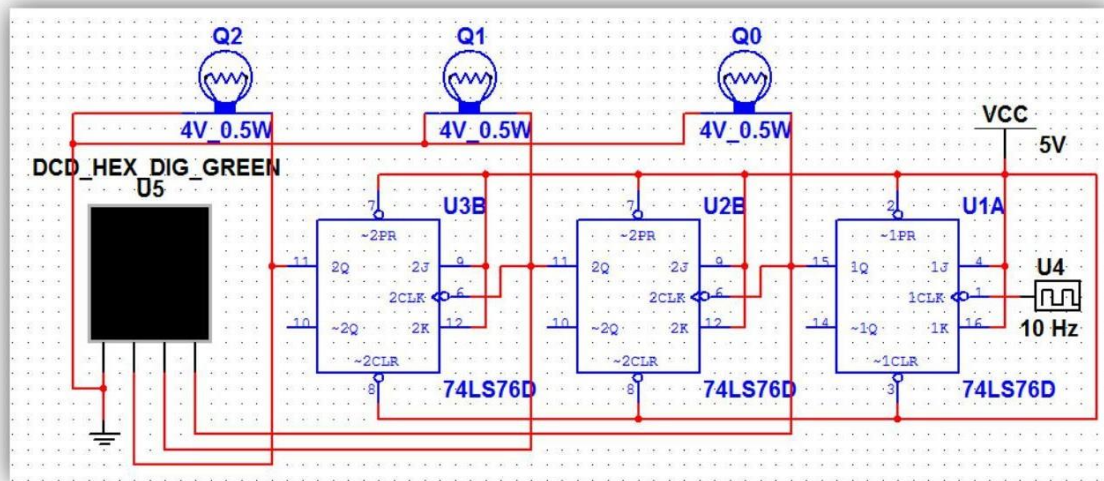 Q2 Q1 Q0
4V_0.5W 4V_0.5W 4V_0.5W
VCC
5V
DCD_HEX_DIG_GREEN
U5
U3B U2B U1A
7 7 2
~2PR ~2PR ~1PR
11 2Q 2J 9 11 2Q 2J 9 15 1Q 1J 4
U4
2CLK 6 2CLK 6 1CLK 1
10 ~2Q 2K 12 10 ~2Q 2K 12 14 ~1Q 1K 16
10 Hz
~2CLR ~2CLR ~1CLR
8 74LS76D 8 74LS76D 3 74LS76D